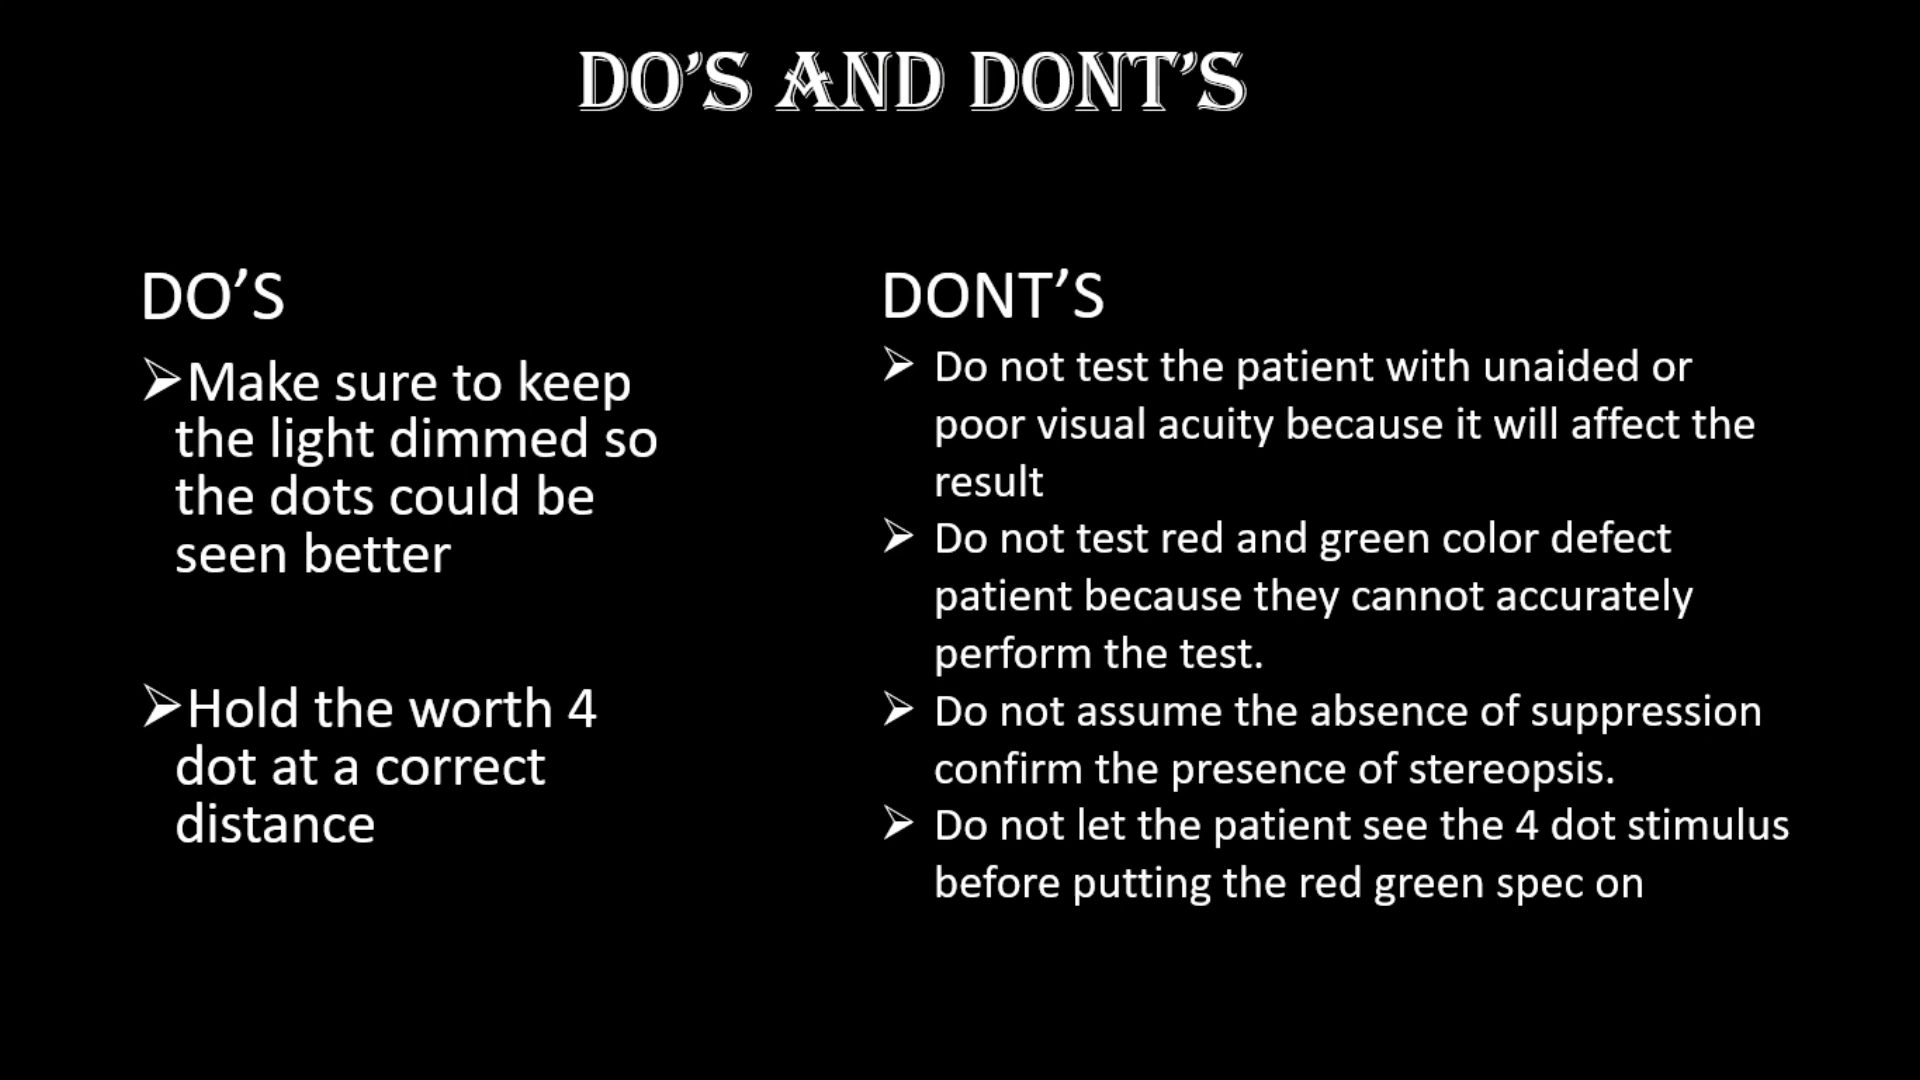 DO’S AND DONT’S
DO’S
➢Make sure to keep
the light dimmed so
the dots could be
seen better
➢Hold the worth 4
dot at a correct
distance
DONT’S
➢ Do not test the patient with unaided or
poor visual acuity because it will affect the
result
➢ Do not test red and green color defect
patient because they cannot accurately
perform the test.
➢ Do not assume the absence of suppression
confirm the presence of stereopsis.
➢ Do not let the patient see the 4 dot stimulus
before putting the red green spec on